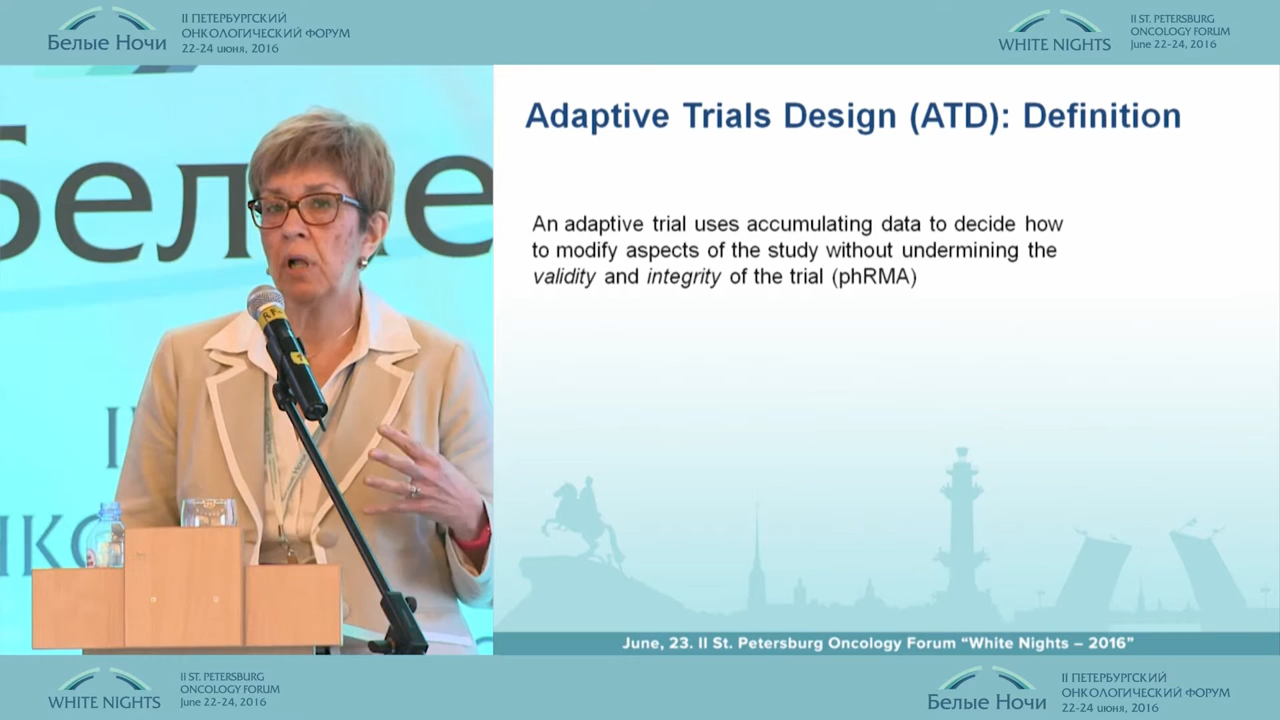 Белые Ночи
II ПЕТЕРБУРГСКИЙ
ОНКОЛОГИЧЕСКИЙ ФОРУМ
22-24 июня, 2016
WHITE NIGHTS
II ST. PETERSBURG
ONCOLOGY FORUM
June 22-24, 2016
Adaptive Trials Design (ATD): Definition
An adaptive trial uses accumulating data to decide how
to modify aspects of the study without undermining the
validity and integrity of the trial (phRMA)
June, 23. II St. Petersburg Oncology Forum “White Nights – 2016”
WHITE NIGHTS
II ST. PETERSBURG
ONCOLOGY FORUM
June 22-24, 2016
Белые Ночи
II ПЕТЕРБУРГСКИЙ
ОНКОЛОГИЧЕСКИЙ ФОРУМ
22-24 июня, 2016